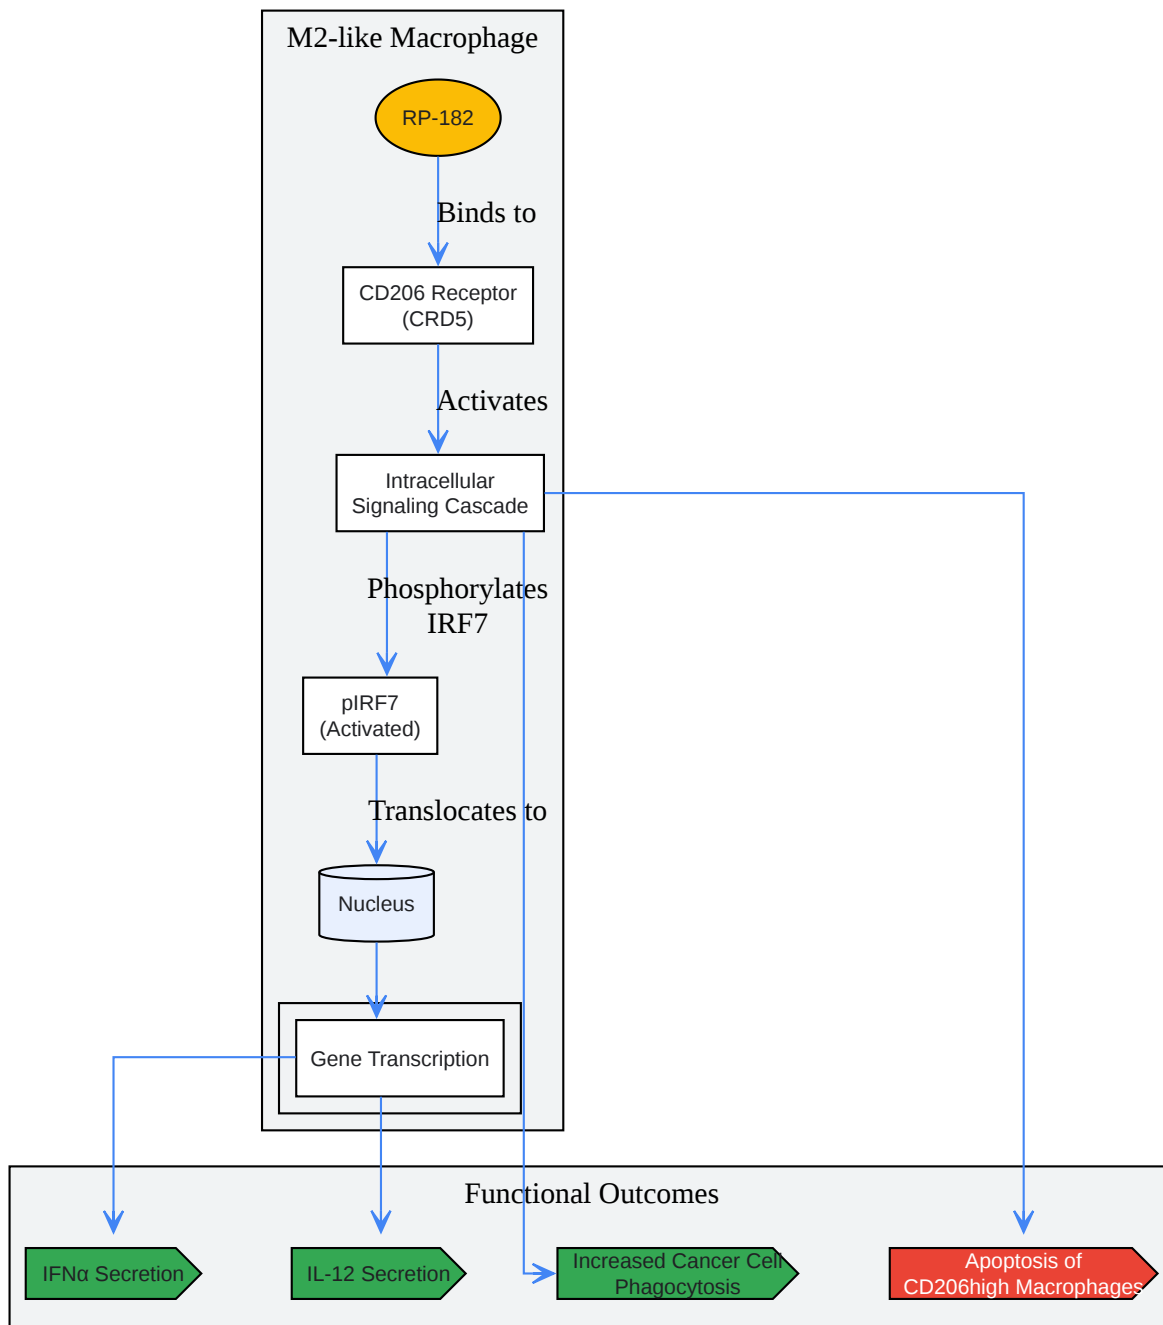 M2-like Macrophage
RP-182
Binds to
CD206 Receptor
(CRD5)
Activates
Intracellular
Signaling Cascade
Phosphorylates
IRF7
pIRF7
(Activated)
Translocates to
Nucleus
Gene Transcription
Functional Outcomes
IFNα Secretion
IL-12 Secretion
Increased Cancer Cell
Phagocytosis
Apoptosis of
CD206high Macrophages